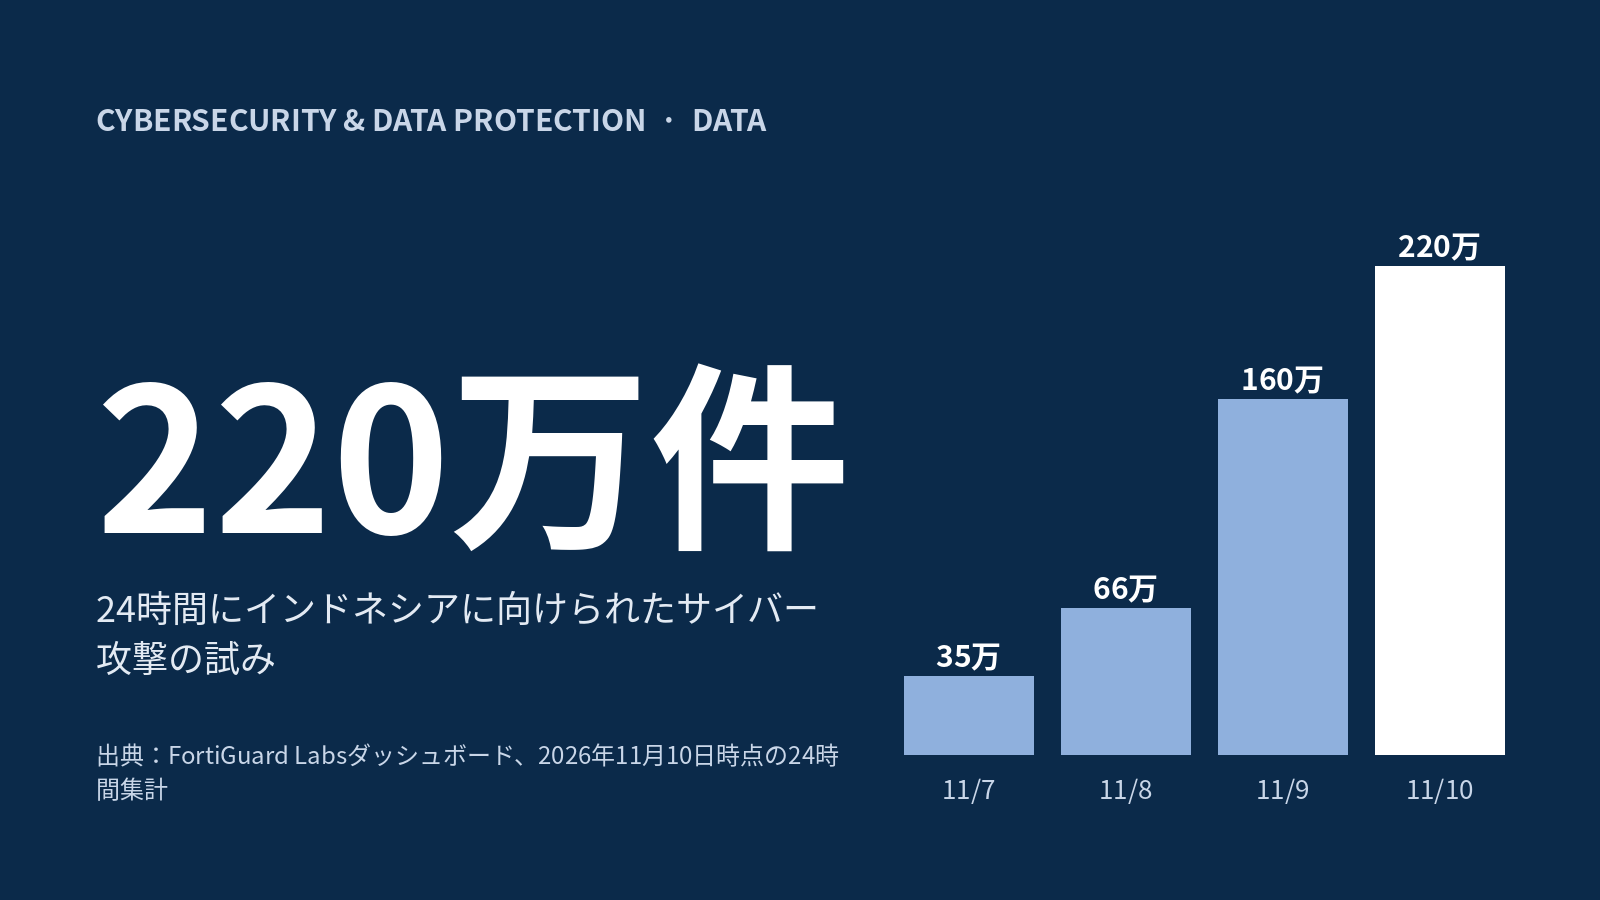 CYBERSECURITY & DATA PROTECTION · DATA
220万件
24時間にインドネシアに向けられたサイバー
攻撃の試み
出典：FortiGuard Labsダッシュボード、2026年11月10日時点の24時
間集計
35万
66万
160万
220万
11/7
11/8
11/9
11/10